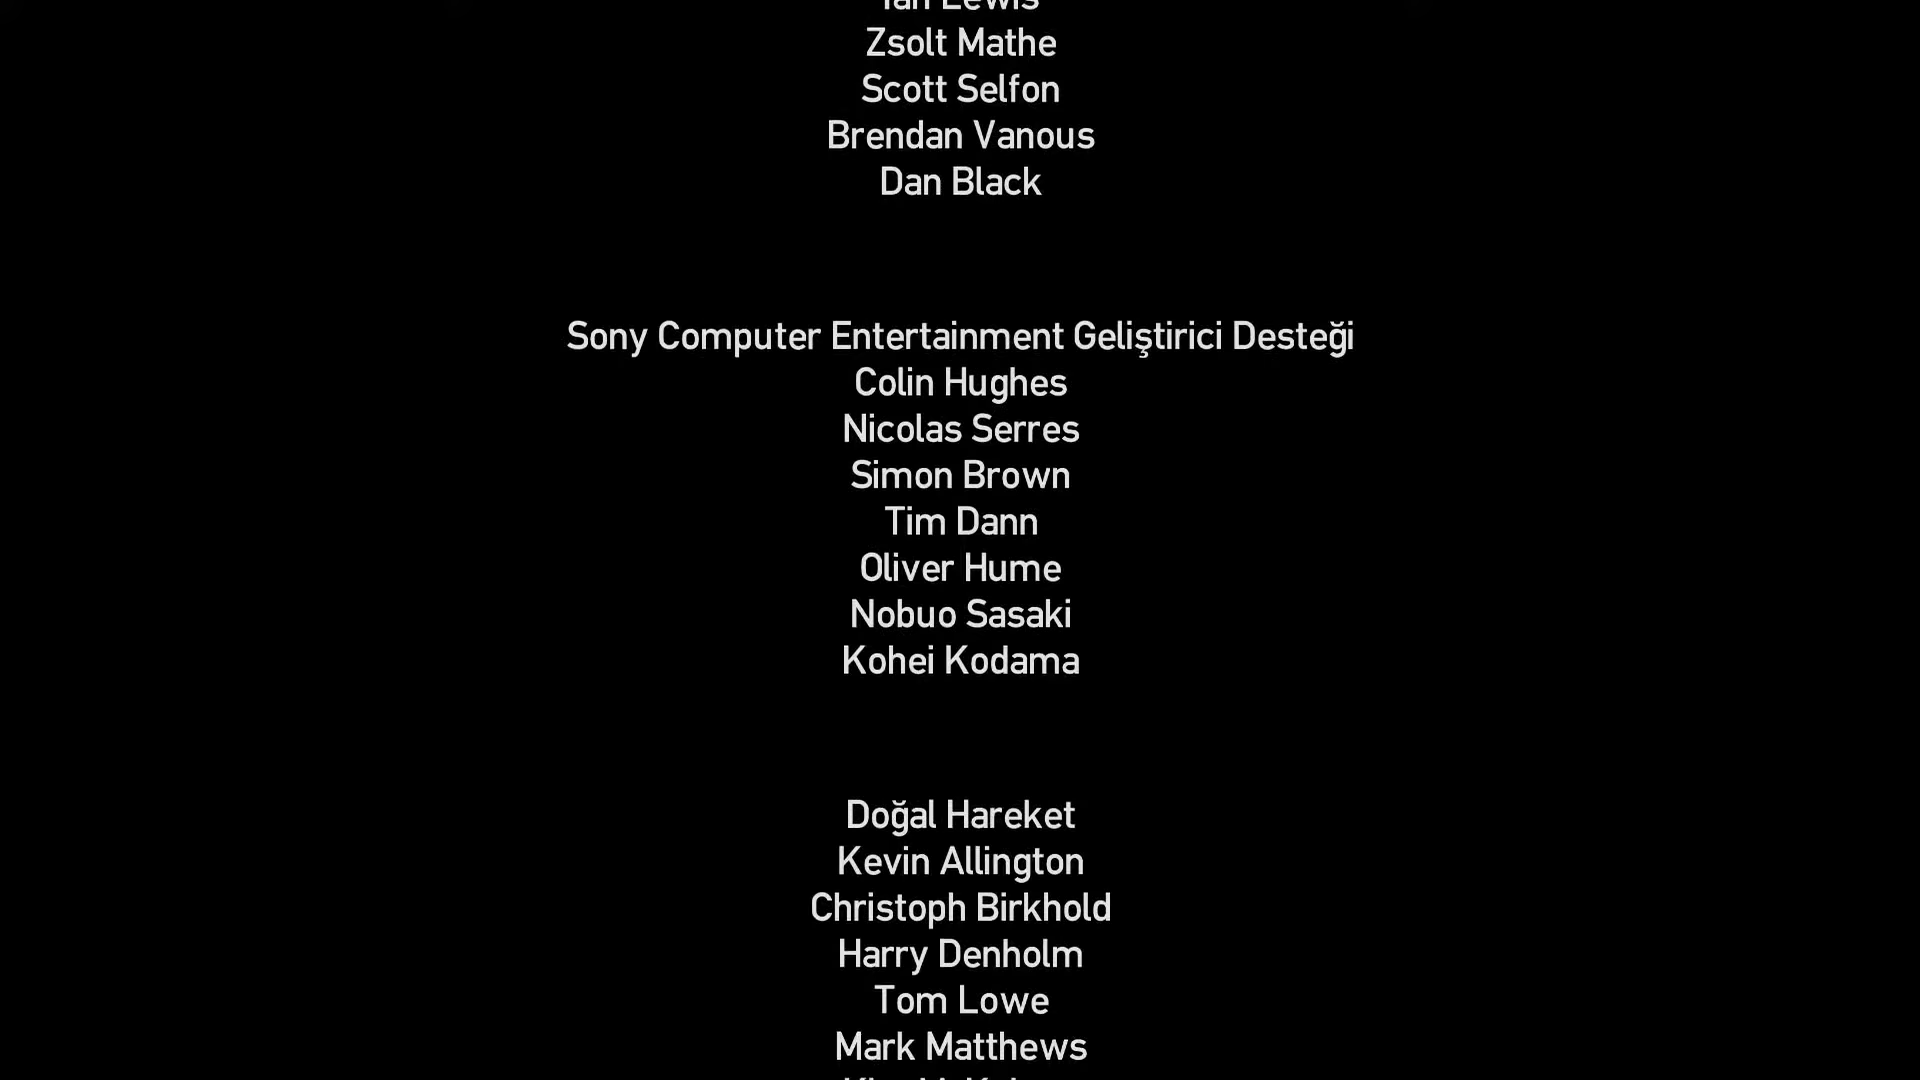 Ian Lewis
Zsolt Mathe
Scott Selfon
Brendan Vanous
Dan Black
Sony Computer Entertainment Geliştirici Desteği
Colin Hughes
Nicolas Serres
Simon Brown
Tim Dann
Oliver Hume
Nobuo Sasaki
Kohei Kodama
Doğal Hareket
Kevin Allington
Christoph Birkhold
Harry Denholm
Tom Lowe
Mark Matthews